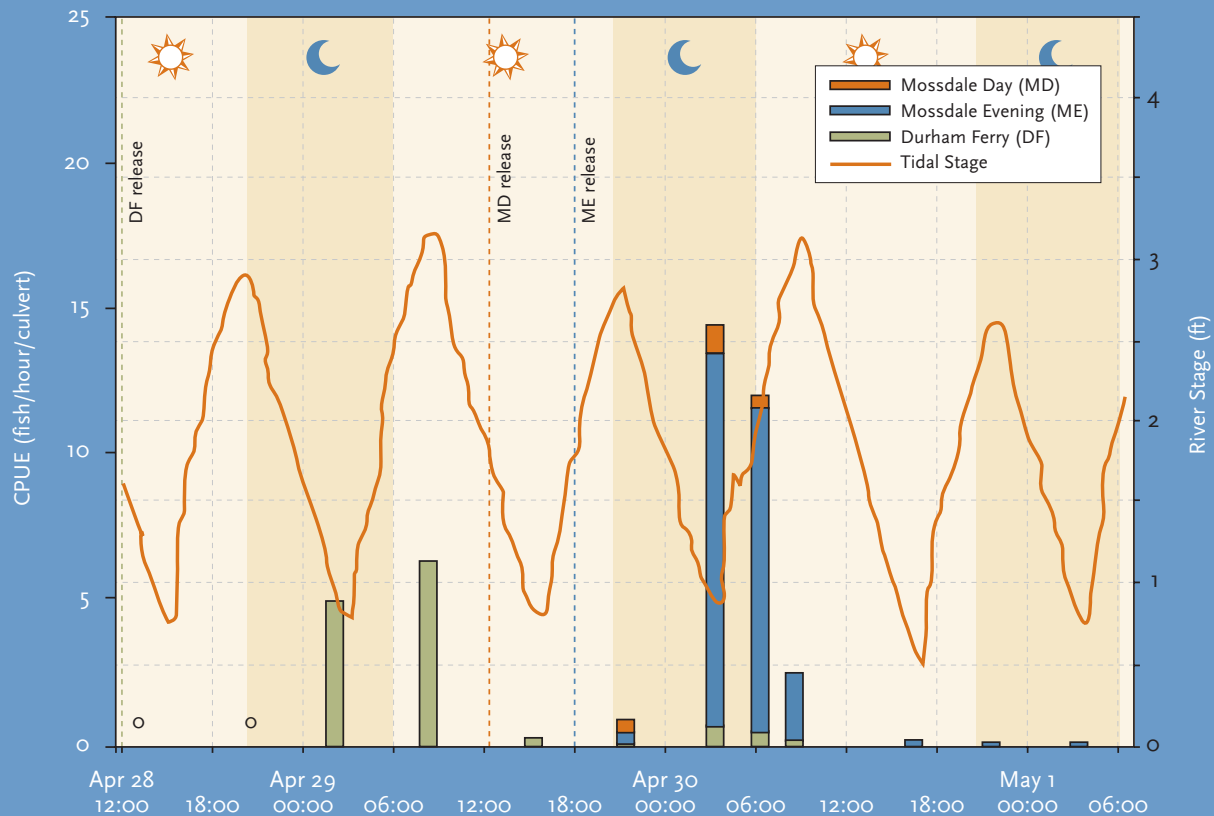 25
20
15
10
5
0
CPUE (fish/hour/culvert)
DF release
MD release
ME release
Mossdale Day (MD)
Mossdale Evening (ME)
Durham Ferry (DF)
Tidal Stage
4
3
2
1
0
River Stage (ft)
Apr 28 Apr 29 Apr 30 May 1
12:00 18:00 00:00 06:00 12:00 18:00 00:00 06:00 12:00 18:00 00:00 06:00